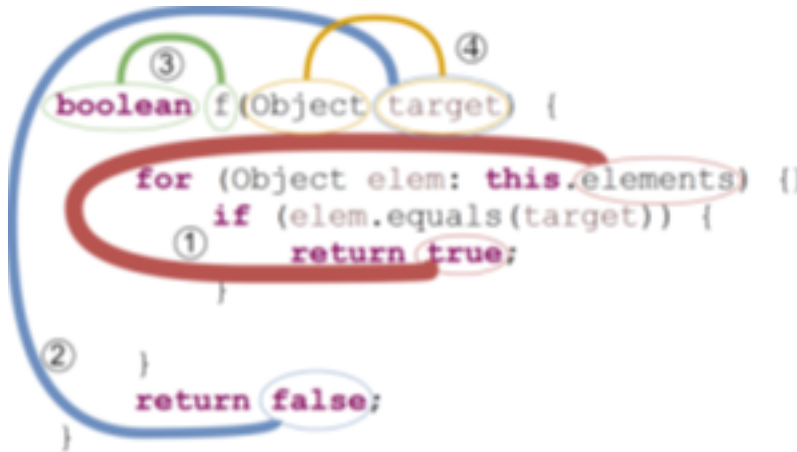 ③ ④
boolean f(Object target) {
for (Object elem: this.elements) {}
if (elem.equals(target)) {
① return true;
}
② }
return false;
}